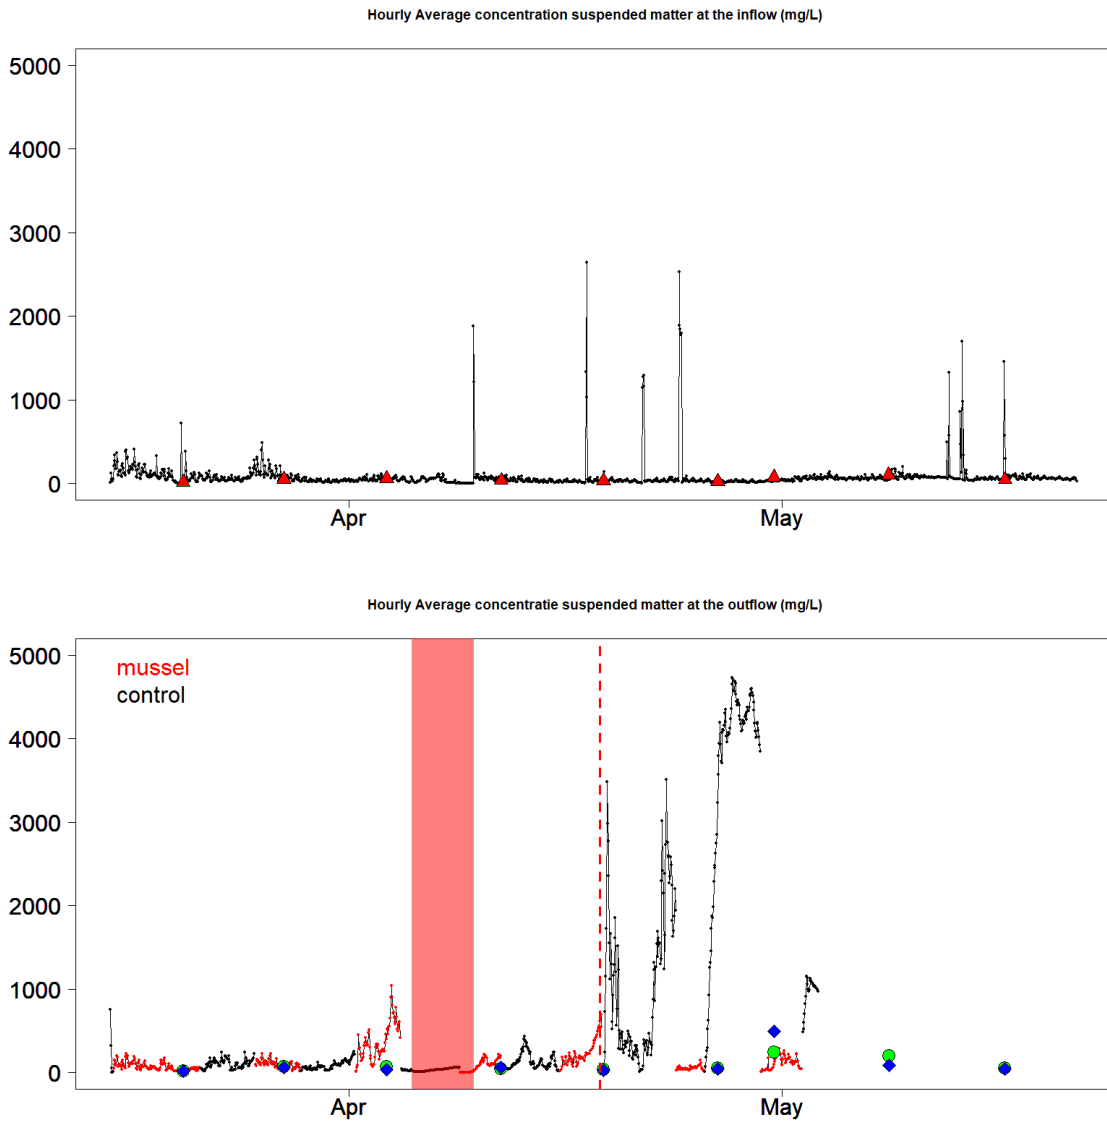 Hourly Average concentration suspended matter at the inflow (mg/L)
5000
4000
3000
2000
1000
0
Apr May
Hourly Average concentratie suspended matter at the outflow (mg/L)
mussel
control
5000
4000
3000
2000
1000
0
Apr May